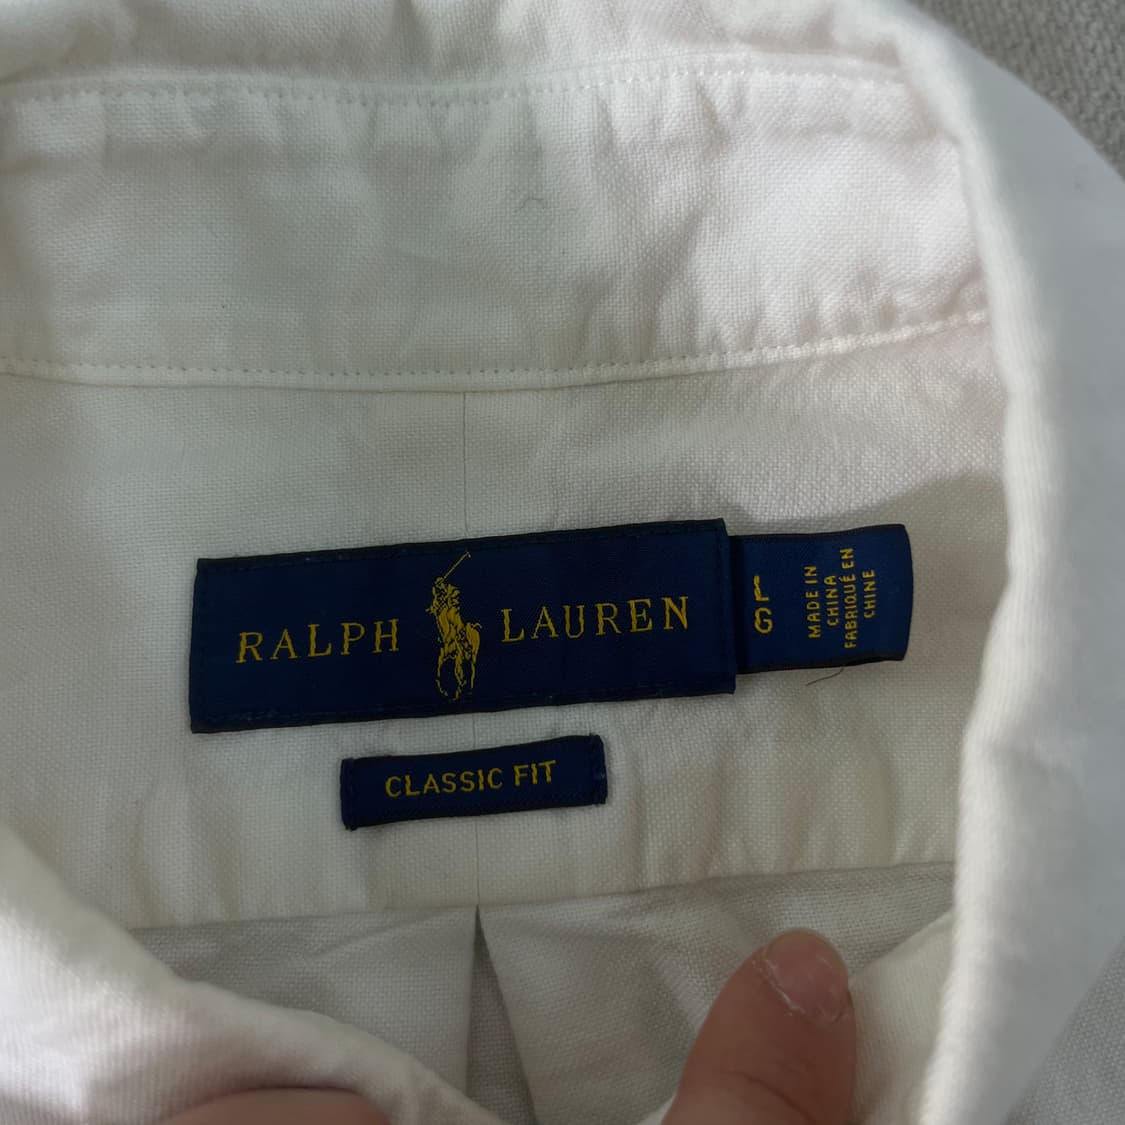 RALPH LAUREN
L
G
MADE IN
CHINA
FABRIQUÉ EN
CHINE
CLASSIC FIT